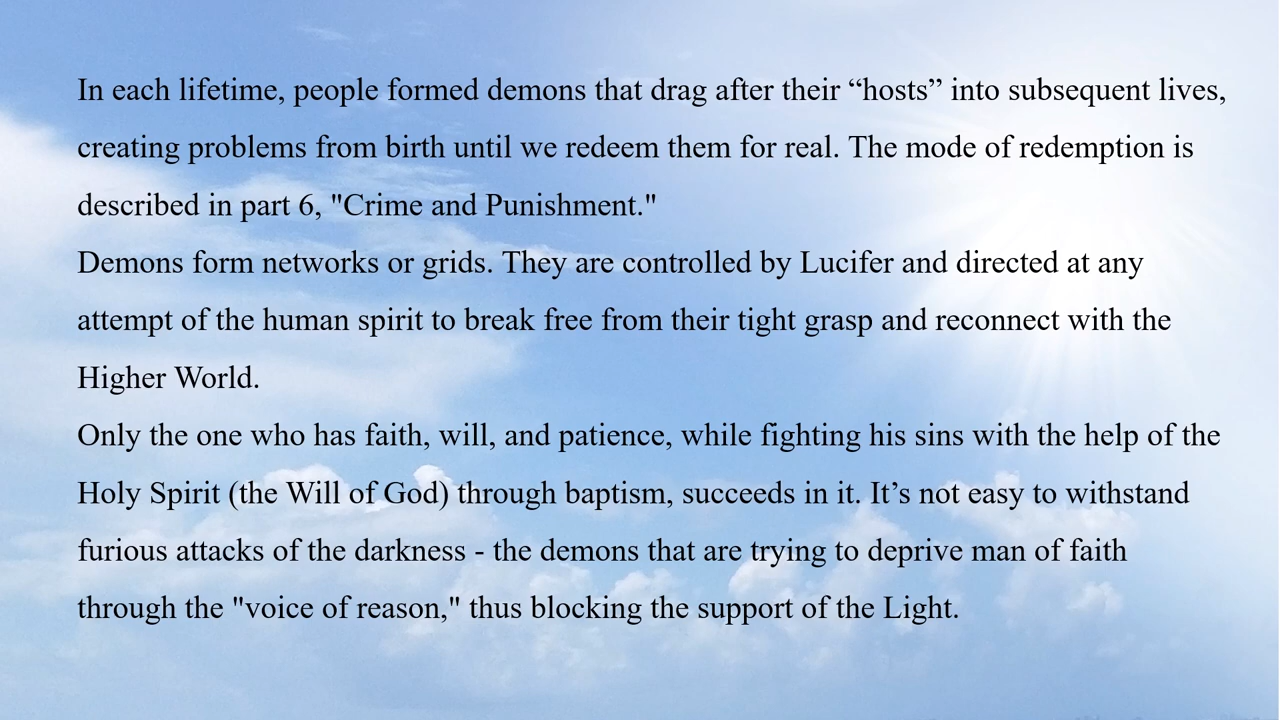 In each lifetime, people formed demons that drag after their “hosts” into subsequent lives,
creating problems from birth until we redeem them for real. The mode of redemption is
described in part 6, "Crime and Punishment."
Demons form networks or grids. They are controlled by Lucifer and directed at any
attempt of the human spirit to break free from their tight grasp and reconnect with the
Higher World.
Only the one who has faith, will, and patience, while fighting his sins with the help of the
Holy Spirit (the Will of God) through baptism, succeeds in it. It’s not easy to withstand
furious attacks of the darkness - the demons that are trying to deprive man of faith
through the "voice of reason," thus blocking the support of the Light.